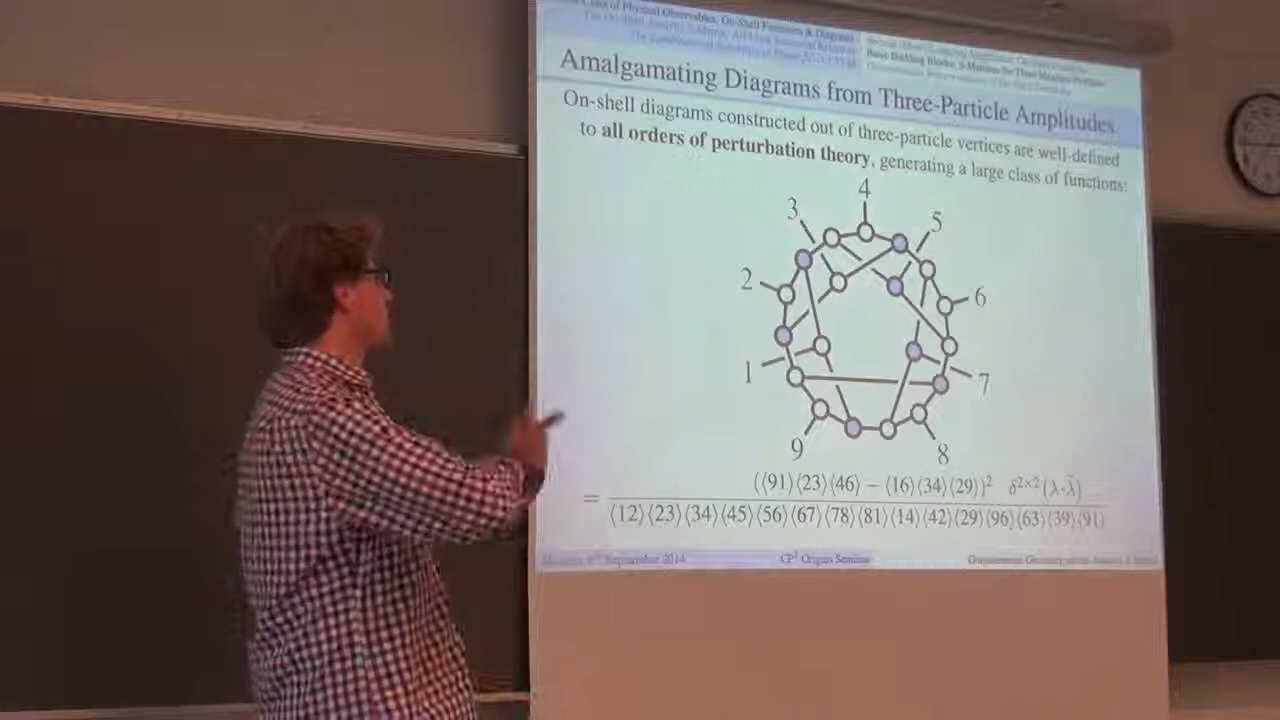 Amalgamating Diagrams from Three-Particle Amplitudes
On-shell diagrams constructed out of three-particle vertices are well-defined
to all orders of perturbation theory, generating a large class of functions:
4
3
5
2
6
1
7
9
8
= (⟨91⟩⟨23⟩⟨46⟩ − ⟨16⟩⟨34⟩⟨29⟩)² δ²ˣ²(λ·λ̃)
⟨12⟩⟨23⟩⟨34⟩⟨45⟩⟨56⟩⟨67⟩⟨78⟩⟨81⟩⟨14⟩⟨42⟩⟨29⟩⟨96⟩⟨63⟩⟨39⟩⟨91⟩
September 2014
CP³ Origins Seminar